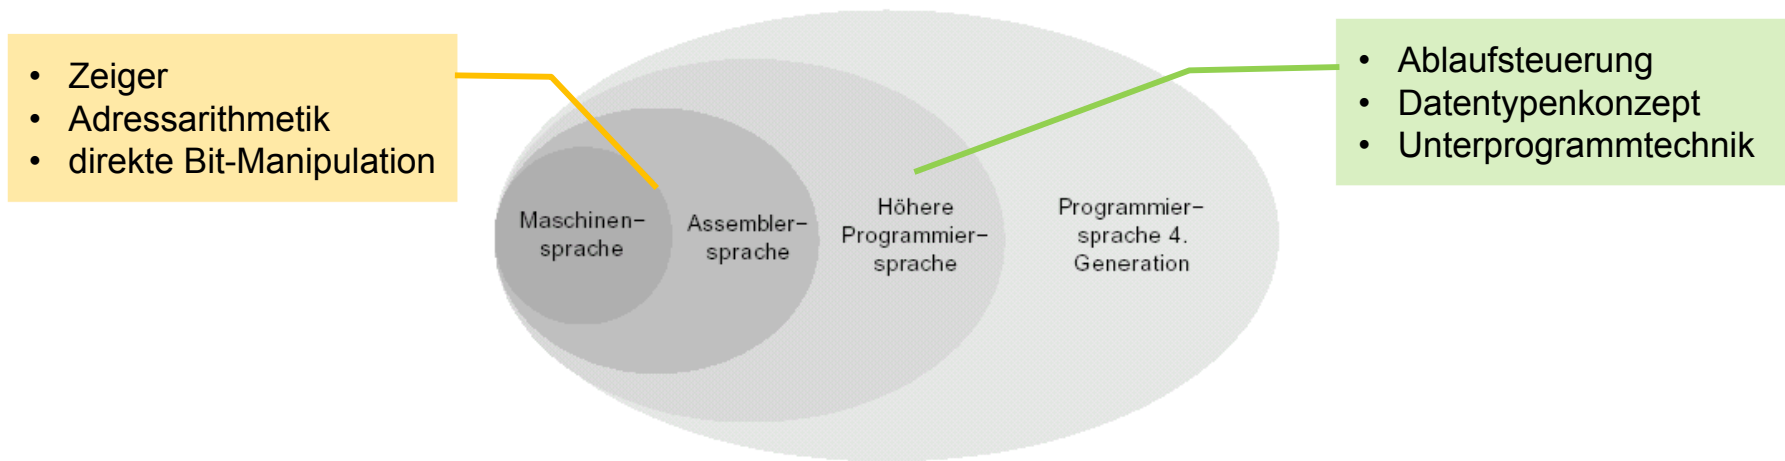 • Zeiger
• Adressarithmetik
• direkte Bit-Manipulation
• Ablaufsteuerung
• Datentypenkonzept
• Unterprogrammtechnik
Maschinen-
sprache
Assembler-
sprache
Höhere
Programmier-
sprache
Programmier-
sprache 4.
Generation